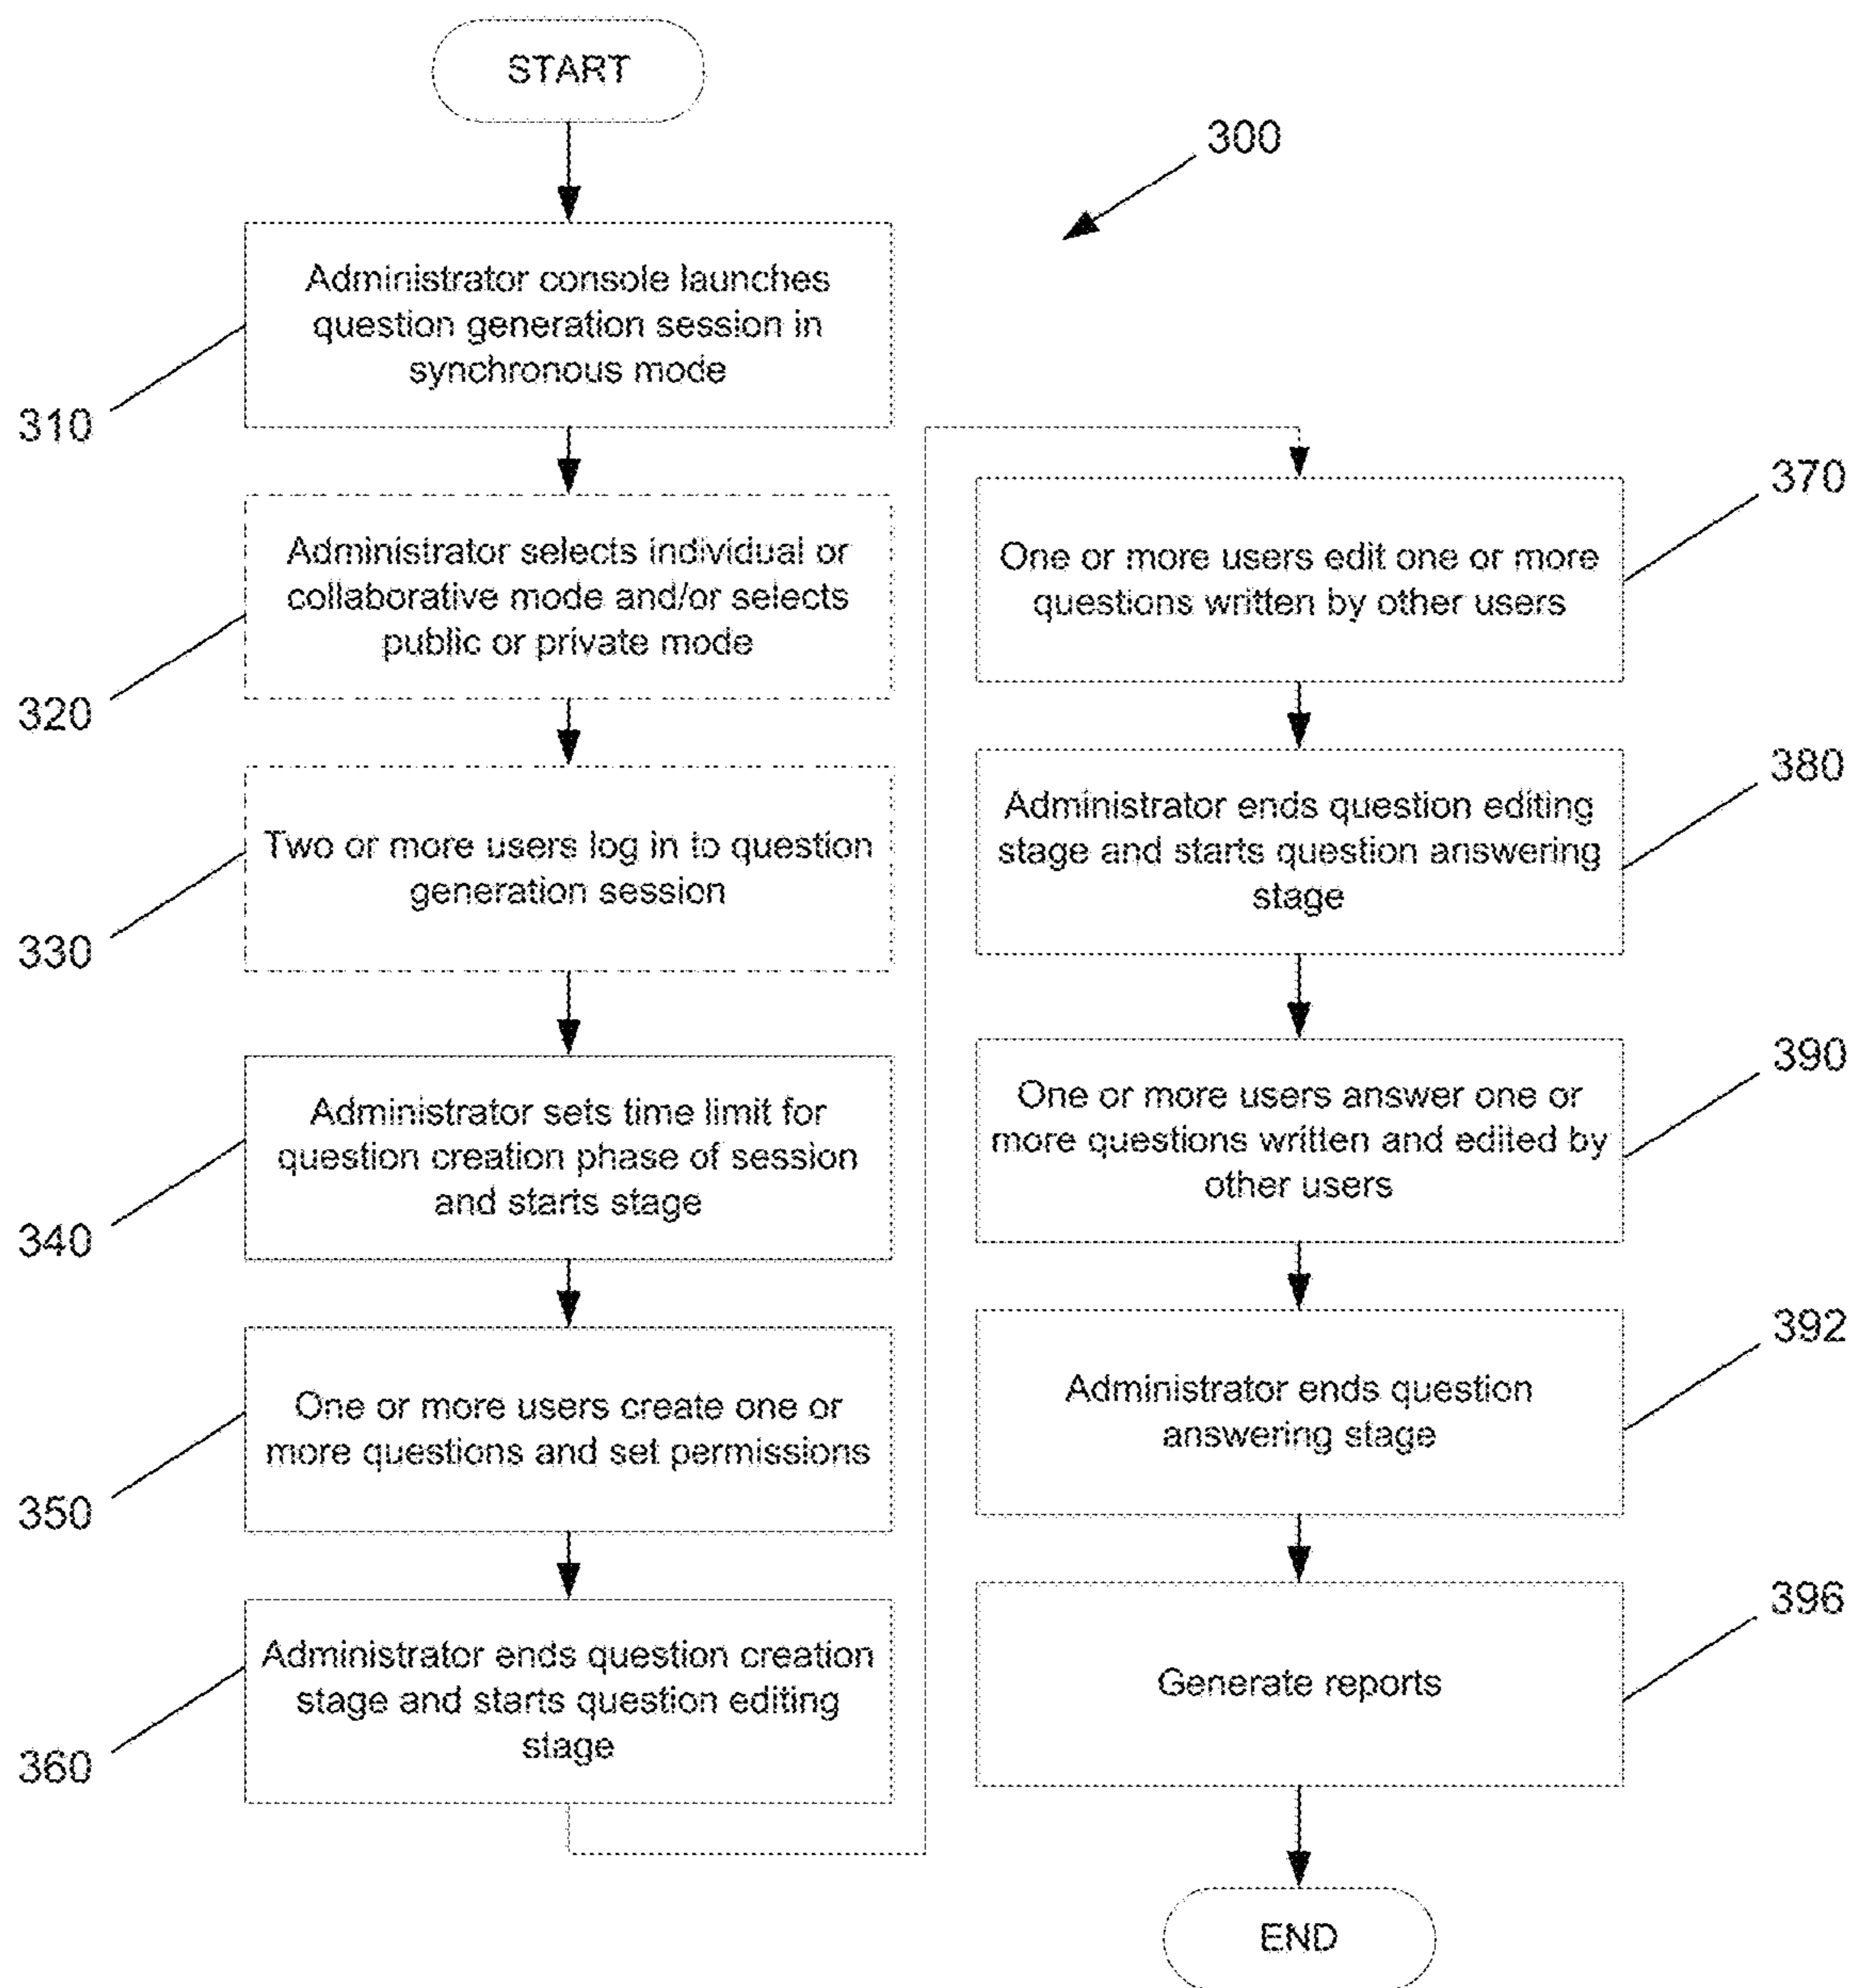 START
300
Administrator console launches
question generation session in
synchronous mode
310
Administrator selects individual or
collaborative mode and/or selects
public or private mode
320
Two or more users log in to question
generation session
330
Administrator sets time limit for
question creation phase of session
and starts stage
340
One or more users create one or
more questions and set permissions
350
Administrator ends question creation
stage and starts question editing
stage
360
370
One or more users edit one or more
questions written by other users
380
Administrator ends question editing
stage and starts question answering
stage
390
One or more users answer one or
more questions written and edited by
other users
392
Administrator ends question
answering stage
396
Generate reports
END